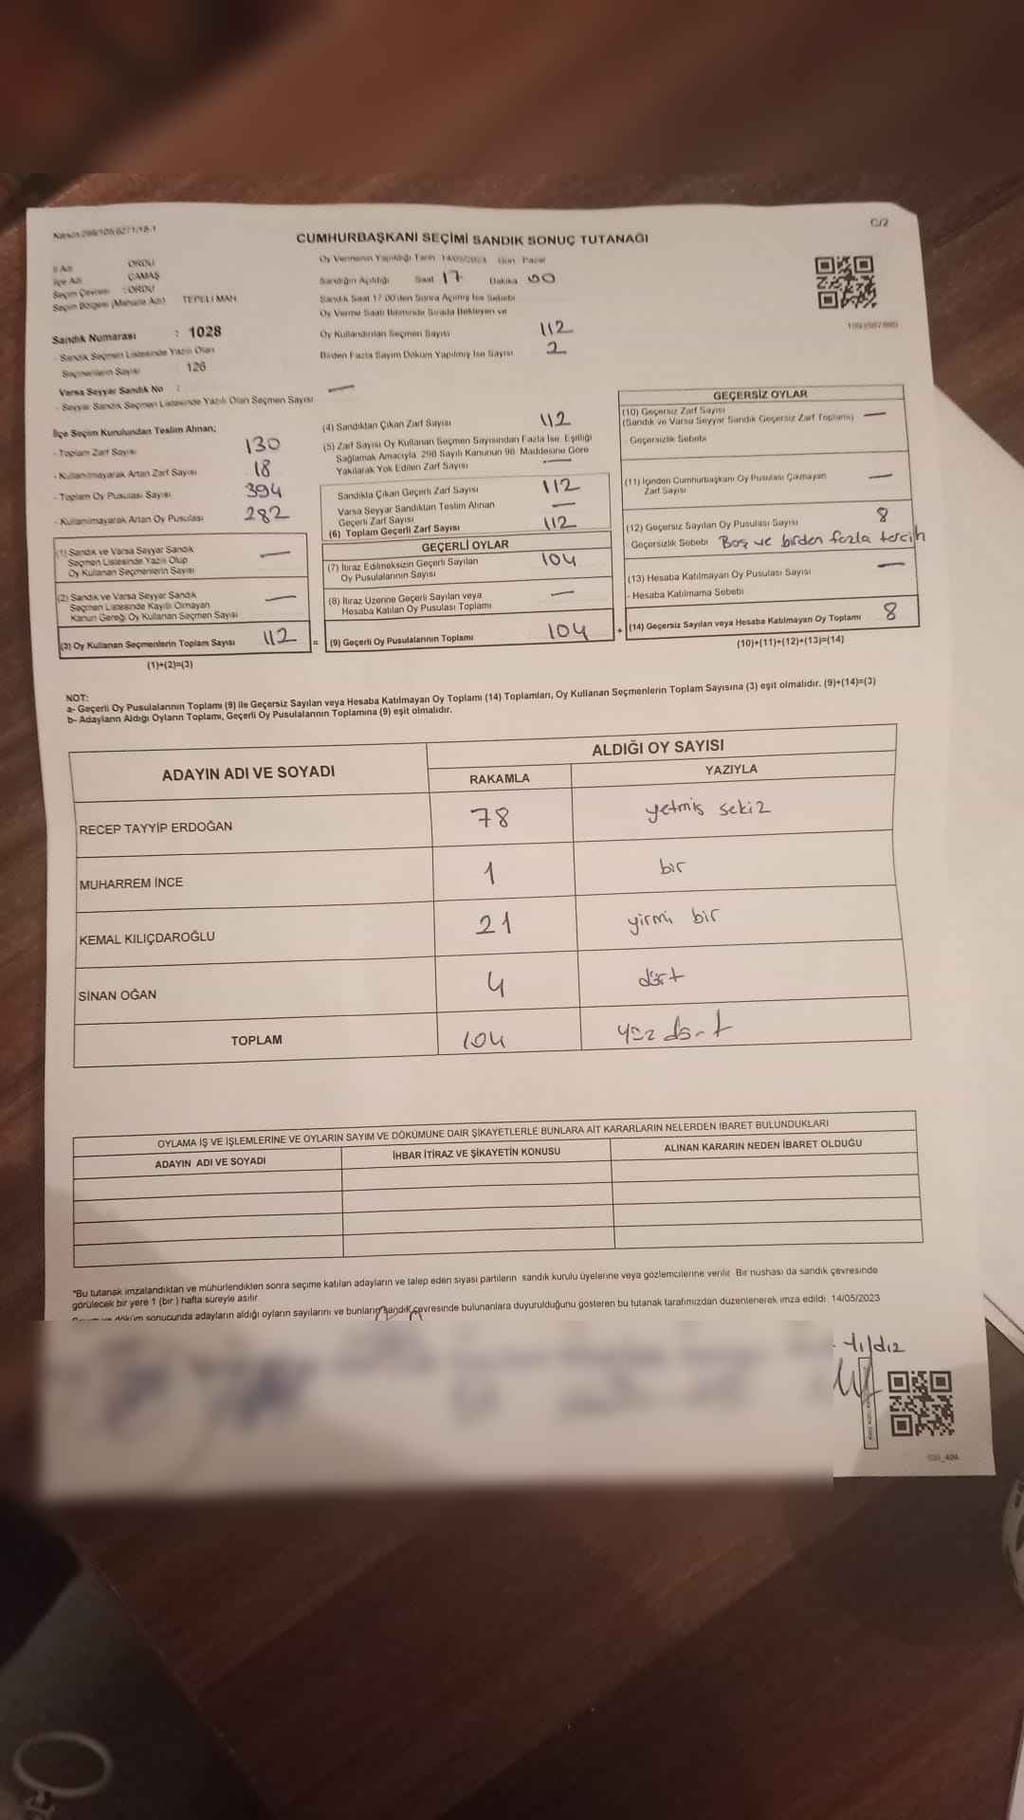 Kanun 298/105 6271/18-1
C/2
CUMHURBAŞKANI SEÇİMİ SANDIK SONUÇ TUTANAĞI
İl Adı ORDU
İlçe Adı ÇAMAŞ
Seçim Çevresi : ORDU
Seçim Bölgesi (Mahalle Adı) TEPELİ MAH
Sandık Numarası : 1028
- Sandık Seçmen Listesinde Yazılı Olan
Seçmenlerin Sayısı 126
Varsa Seyyar Sandık No :
- Seyyar Sandık Seçmen Listesinde Yazılı Olan Seçmen Sayısı —
Oy Vermenin Yapıldığı Tarih 14/05/2023 Gün Pazar
Sandığın Açıldığı Saat 17 Dakika 00
Sandık Saat 17 00'den Sonra Açılmış İse Sebebi
Oy Verme Saati Bitiminde Sırada Bekleyen ve
Oy Kullandırılan Seçmen Sayısı 112
Birden Fazla Sayım Döküm Yapılmış İse Sayısı 2
İlçe Seçim Kurulundan Teslim Alınan;
- Toplam Zarf Sayısı 130
- Kullanılmayarak Artan Zarf Sayısı 18
- Toplam Oy Pusulası Sayısı 394
- Kullanılmayarak Artan Oy Pusulası 282
(1) Sandık ve Varsa Seyyar Sandık
Seçmen Listesinde Yazılı Olup
Oy Kullanan Seçmenlerin Sayısı —
(2) Sandık ve Varsa Seyyar Sandık
Seçmen Listesinde Kayıtlı Olmayan
Kanun Gereği Oy Kullanan Seçmen Sayısı —
(3) Oy Kullanan Seçmenlerin Toplam Sayısı 112
(1)+(2)=(3)
(4) Sandıktan Çıkan Zarf Sayısı 112
(5) Zarf Sayısı Oy Kullanan Seçmen Sayısından Fazla İse Eşitliği
Sağlamak Amacıyla 298 Sayılı Kanunun 98 Maddesine Göre
Yakılarak Yok Edilen Zarf Sayısı —
Sandıkta Çıkan Geçerli Zarf Sayısı 112
Varsa Seyyar Sandıktan Teslim Alınan
Geçerli Zarf Sayısı —
(6) Toplam Geçerli Zarf Sayısı 112
GEÇERLİ OYLAR
(7) İtiraz Edilmeksizin Geçerli Sayılan
Oy Pusulalarının Sayısı 104
(8) İtiraz Üzerine Geçerli Sayılan veya
Hesaba Katılan Oy Pusulası Toplamı —
= (9) Geçerli Oy Pusulalarının Toplamı 104
GEÇERSİZ OYLAR
(10) Geçersiz Zarf Sayısı
(Sandık ve Varsa Seyyar Sandık Geçersiz Zarf Toplamı) —
- Geçersizlik Sebebi
(11) İçinden Cumhurbaşkanı Oy Pusulası Çıkmayan
Zarf Sayısı —
(12) Geçersiz Sayılan Oy Pusulası Sayısı 8
- Geçersizlik Sebebi Boş ve birden fazla tercih
(13) Hesaba Katılmayan Oy Pusulası Sayısı —
- Hesaba Katılmama Sebebi
+ (14) Geçersiz Sayılan veya Hesaba Katılmayan Oy Toplamı 8
(10)+(11)+(12)+(13)=(14)
NOT:
a- Geçerli Oy Pusulalarının Toplamı (9) ile Geçersiz Sayılan veya Hesaba Katılmayan Oy Toplamı (14) Toplamları, Oy Kullanan Seçmenlerin Toplam Sayısına (3) eşit olmalıdır. (9)+(14)=(3)
b- Adayların Aldığı Oyların Toplamı, Geçerli Oy Pusulalarının Toplamına (9) eşit olmalıdır.
ADAYIN ADI VE SOYADI
ALDIĞI OY SAYISI
RAKAMLA YAZIYLA
RECEP TAYYİP ERDOĞAN 78 yetmiş sekiz
MUHARREM İNCE 1 bir
KEMAL KILIÇDAROĞLU 21 yirmi bir
SİNAN OĞAN 4 dört
TOPLAM 104 yüz dört
OYLAMA İŞ VE İŞLEMLERİNE VE OYLARIN SAYIM VE DÖKÜMÜNE DAİR ŞİKAYETLERLE BUNLARA AİT KARARLARIN NELERDEN İBARET BULUNDUKLARI
ADAYIN ADI VE SOYADI İHBAR İTİRAZ VE ŞİKAYETİN KONUSU ALINAN KARARIN NEDEN İBARET OLDUĞU
*Bu tutanak imzalandıktan ve mühürlendikten sonra seçime katılan adayların ve talep eden siyasi partilerin sandık kurulu üyelerine veya gözlemcilerine verilir. Bir nüshası da sandık çevresinde
görülecek bir yere 1 (bir) hafta süreyle asılır.
döküm sonucunda adayların aldığı oyların sayılarını ve bunların sandık çevresinde bulunanlara duyurulduğunu gösteren bu tutanak tarafımızdan düzenlenerek imza edildi. 14/05/2023
Yıldız